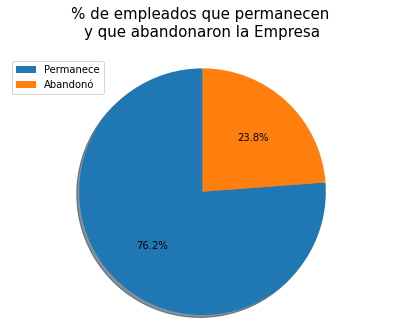 % de empleados que permanecen
y que abandonaron la Empresa
Permanece
Abandonó
23.8%
76.2%